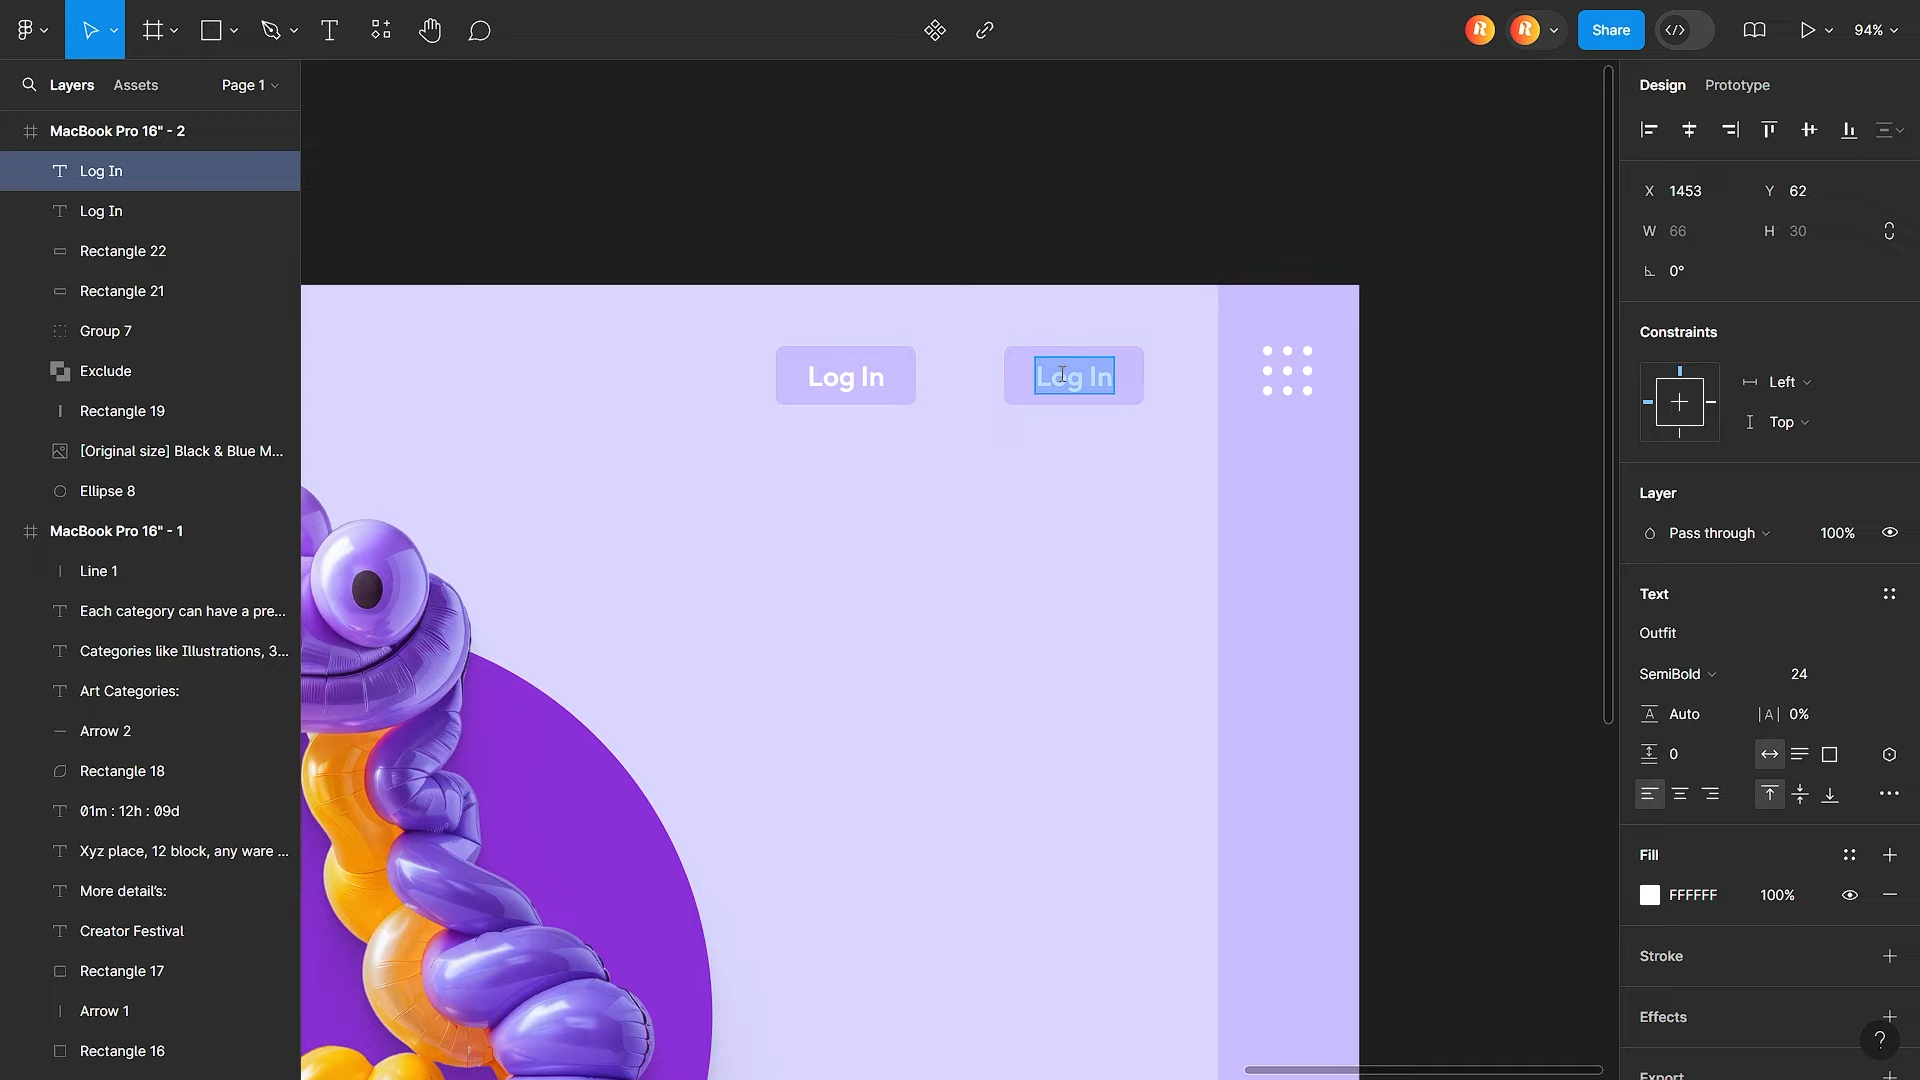 Share
94%
Layers
Assets
Page 1
MacBook Pro 16" - 2
Log In
Log In
Rectangle 22
Rectangle 21
Group 7
Exclude
Rectangle 19
[Original size] Black & Blue M...
Ellipse 8
MacBook Pro 16" - 1
Line 1
Each category can have a pre...
Categories like Illustrations, 3...
Art Categories:
Arrow 2
Rectangle 18
01m : 12h : 09d
Xyz place, 12 block, any ware ...
More detail's:
Creator Festival
Rectangle 17
Arrow 1
Rectangle 16
Log In
Log In
Design
Prototype
X 1453 Y 62
W 66 H 30
0°
Constraints
Left
Top
Layer
Pass through 100%
Text
Outfit
SemiBold 24
A Auto |A| 0%
0
Fill
FFFFFF 100%
Stroke
Effects
?
Export